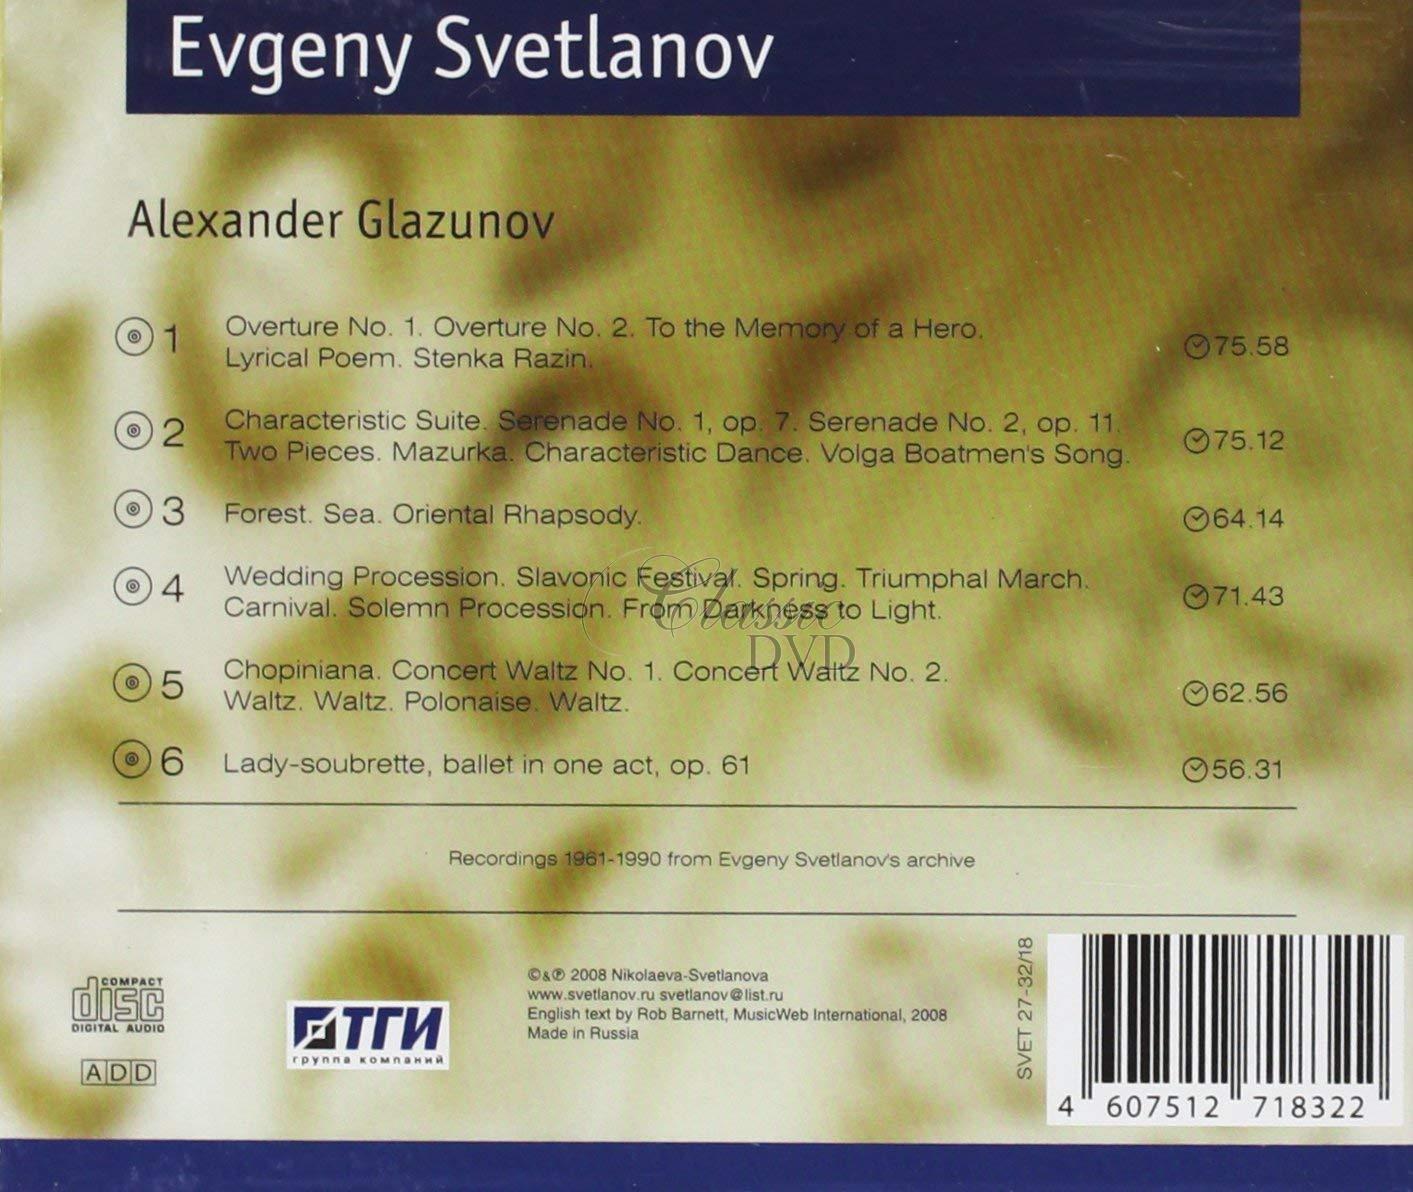 Evgeny Svetlanov
Alexander Glazunov
1 Overture No. 1. Overture No. 2. To the Memory of a Hero.
Lyrical Poem. Stenka Razin. 75.58
2 Characteristic Suite. Serenade No. 1, op. 7. Serenade No. 2, op. 11.
Two Pieces. Mazurka. Characteristic Dance. Volga Boatmen's Song. 75.12
3 Forest. Sea. Oriental Rhapsody. 64.14
4 Wedding Procession. Slavonic Festival. Spring. Triumphal March.
Carnival. Solemn Procession. From Darkness to Light. 71.43
Classic
DVD
5 Chopiniana. Concert Waltz No. 1. Concert Waltz No. 2.
Waltz. Waltz. Polonaise. Waltz. 62.56
6 Lady-soubrette, ballet in one act, op. 61 56.31
Recordings 1961-1990 from Evgeny Svetlanov's archive
COMPACT
disc
DIGITAL AUDIO
ADD
ТГИ
группа компаний
©&℗ 2008 Nikolaeva-Svetlanova
www.svetlanov.ru svetlanov@list.ru
English text by Rob Barnett, MusicWeb International, 2008
Made in Russia
SVET 27-32/18
4 607512 718322